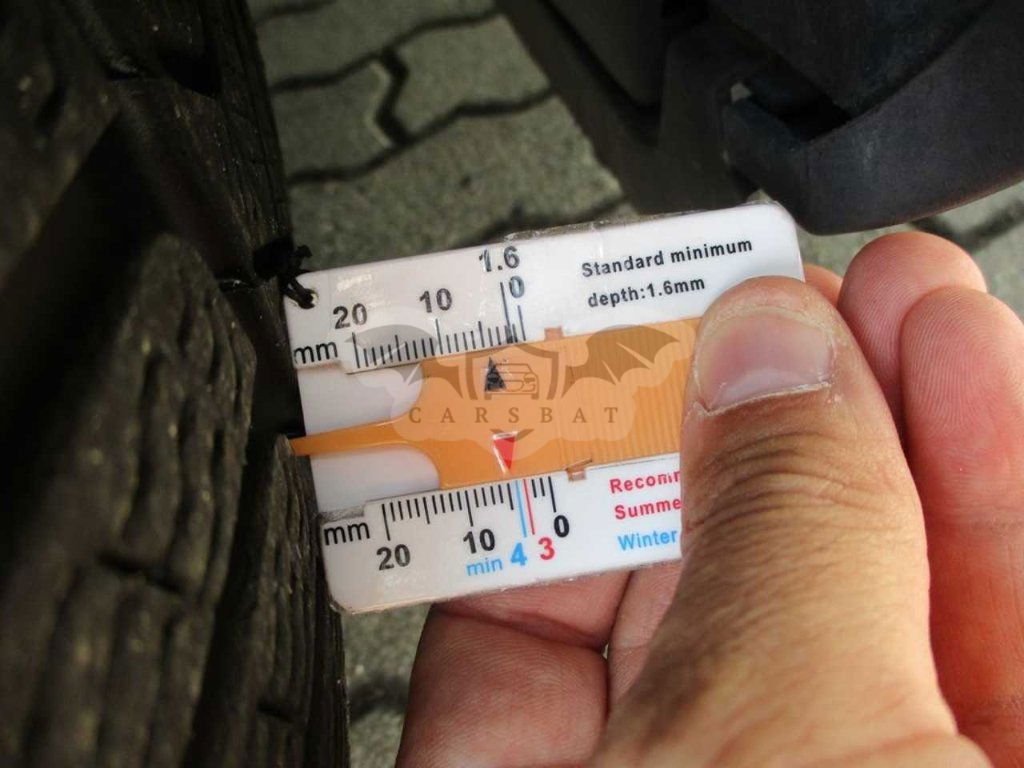 1.6
20 10 0
mm
Standard minimum
depth:1.6mm
CARSBAT
mm
20 10 4 3 0
min
Summe
Winter